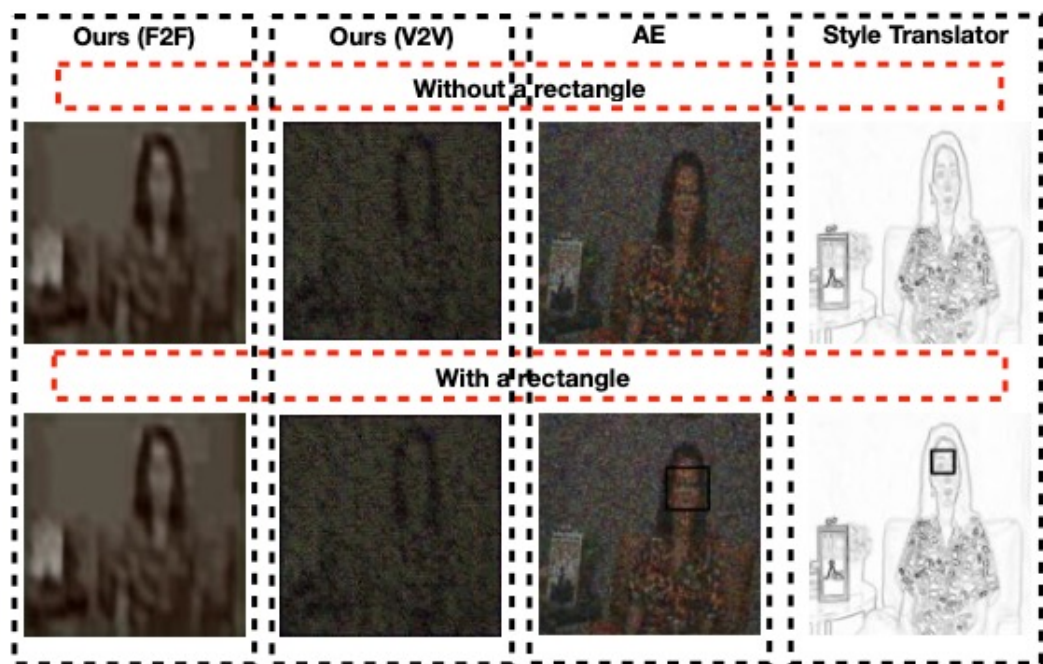 Ours (F2F) Ours (V2V) AE Style Translator
Without a rectangle
With a rectangle